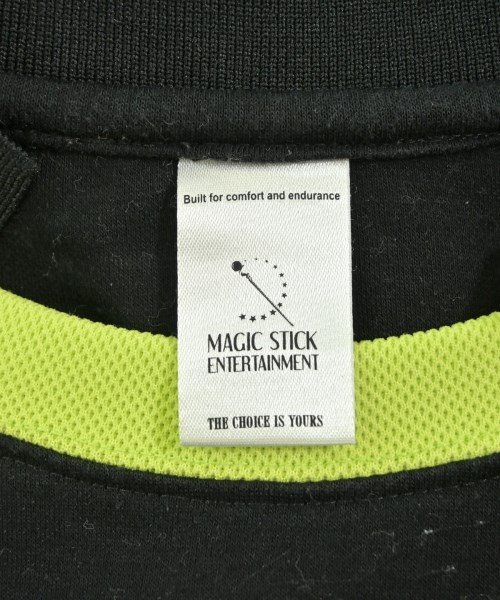 Built for comfort and endurance
MAGIC STICK
ENTERTAINMENT
THE CHOICE IS YOURS